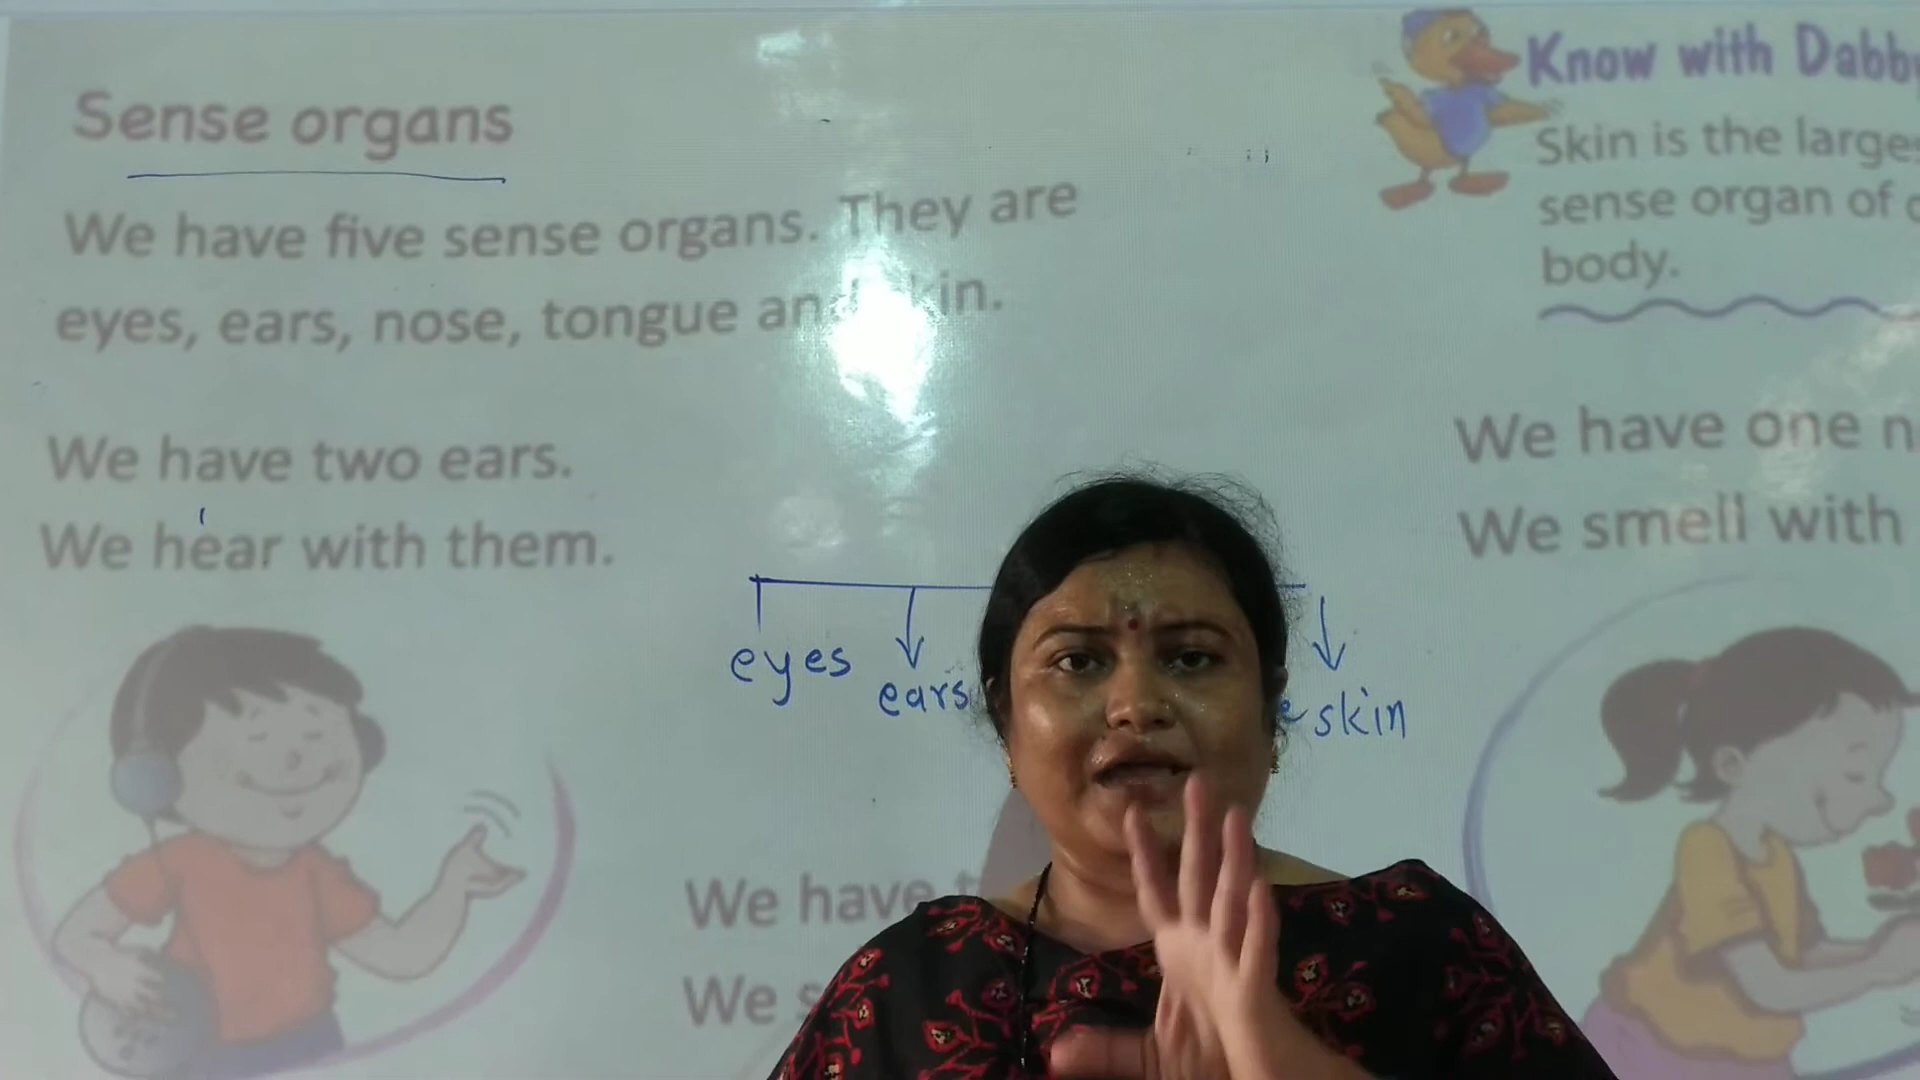 Sense organs
We have five sense organs. They are
eyes, ears, nose, tongue and skin.
We have two ears.
We hear with them.
Know with Dabby
Skin is the
sense organ of
body.
We have one
We smell with
eyes
ears
skin
We have
We